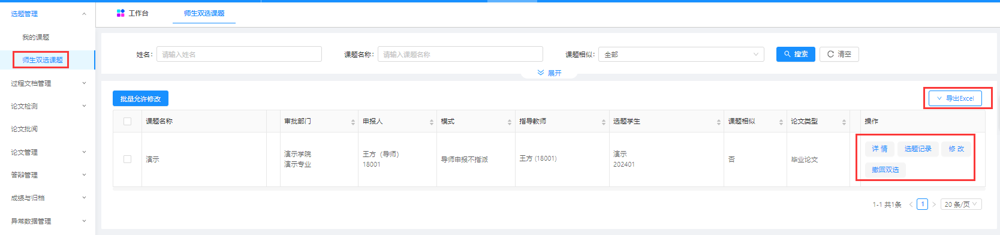 选题管理
我的课题
师生双选课题
过程文档管理
论文检测
论文批阅
论文管理
答辩管理
成绩与归档
异常数据管理
工作台 师生双选课题
姓名: 请输入姓名 课题名称: 请输入课题名称 课题相似: 全部 搜索 清空
展开
批量允许修改 导出Excel
课题名称 审批部门 申报人 模式 指导教师 选题学生 课题相似 论文类型 操作
演示 演示学院 王方（导师） 导师申报不指派 王方 (18001) 演示 否 毕业论文 详 情 选题记录 修 改
演示专业 18001 202401 撤回双选
1-1 共1条 1 20 条/页